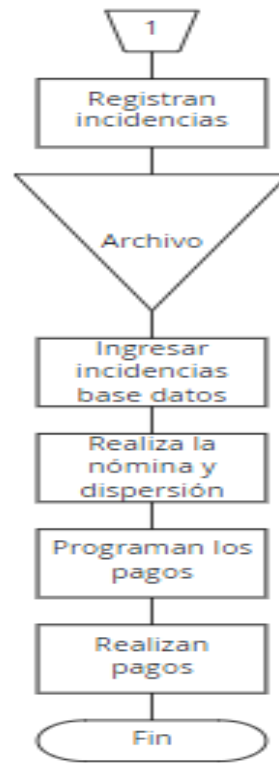 1
Registran
incidencias
Archivo
Ingresar
incidencias
base datos
Realiza la
nómina y
dispersión
Programan los
pagos
Realizan
pagos
Fin